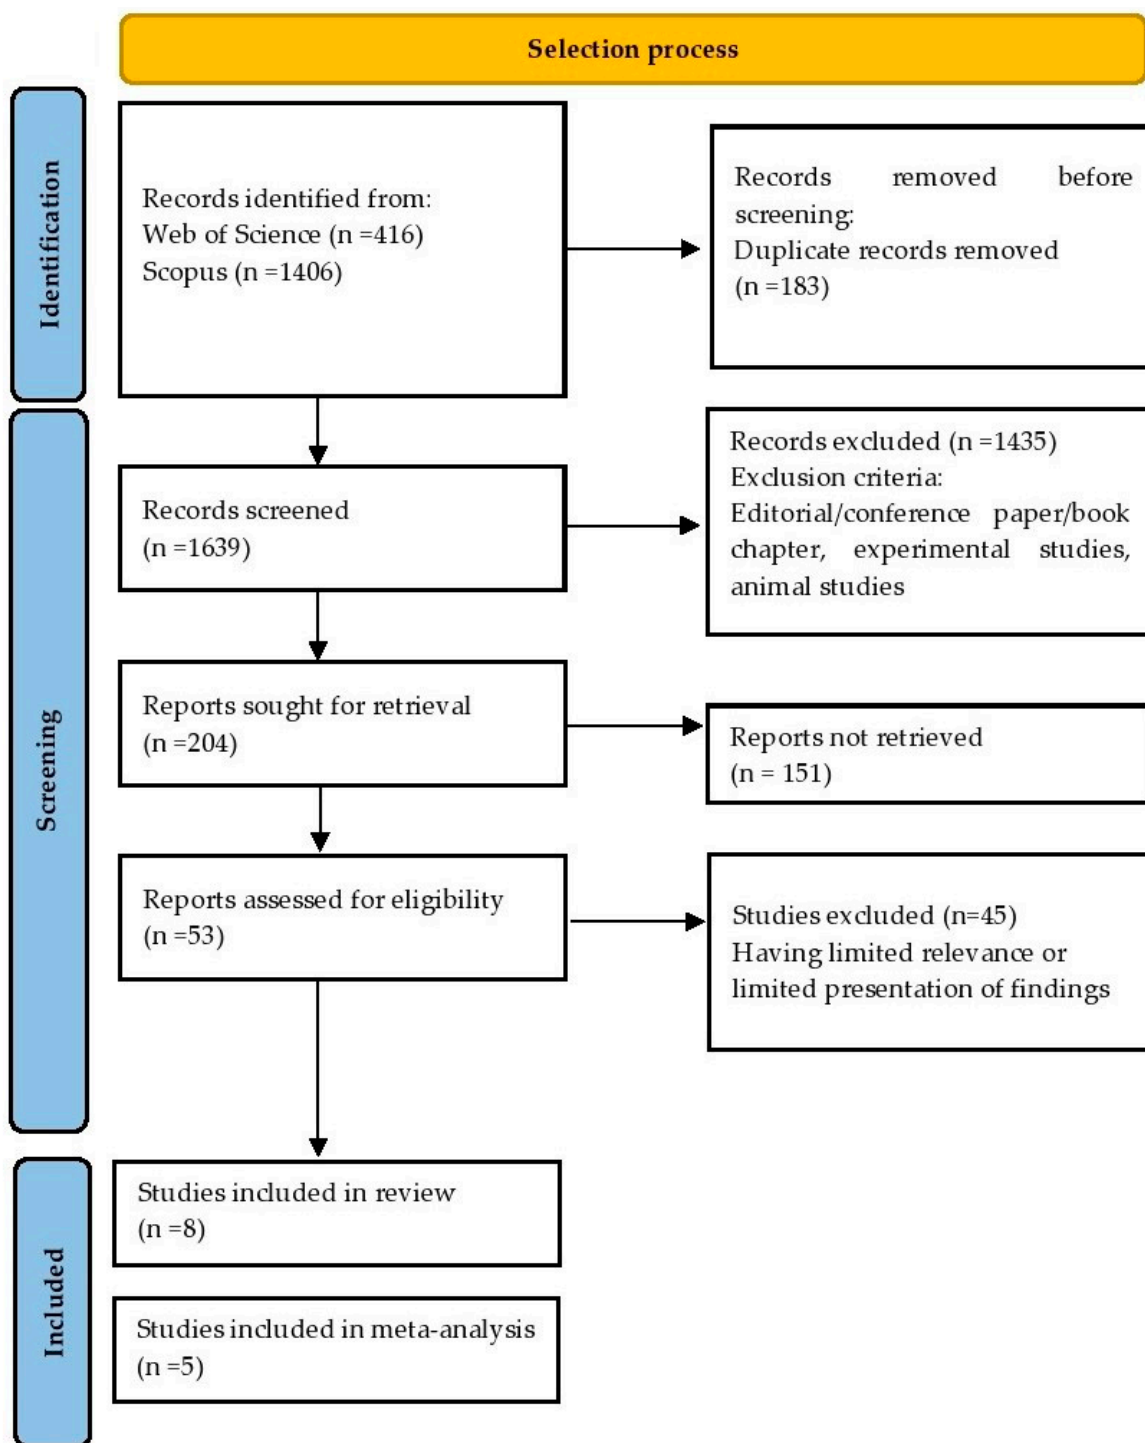 Selection process
Identification
Records identified from:
Web of Science (n =416)
Scopus (n =1406)
Records removed before
screening:
Duplicate records removed
(n =183)
Screening
Records screened
(n =1639)
Records excluded (n =1435)
Exclusion criteria:
Editorial/conference paper/book
chapter, experimental studies,
animal studies
Reports sought for retrieval
(n =204)
Reports not retrieved
(n = 151)
Reports assessed for eligibility
(n =53)
Studies excluded (n=45)
Having limited relevance or
limited presentation of findings
Included
Studies included in review
(n =8)
Studies included in meta-analysis
(n =5)